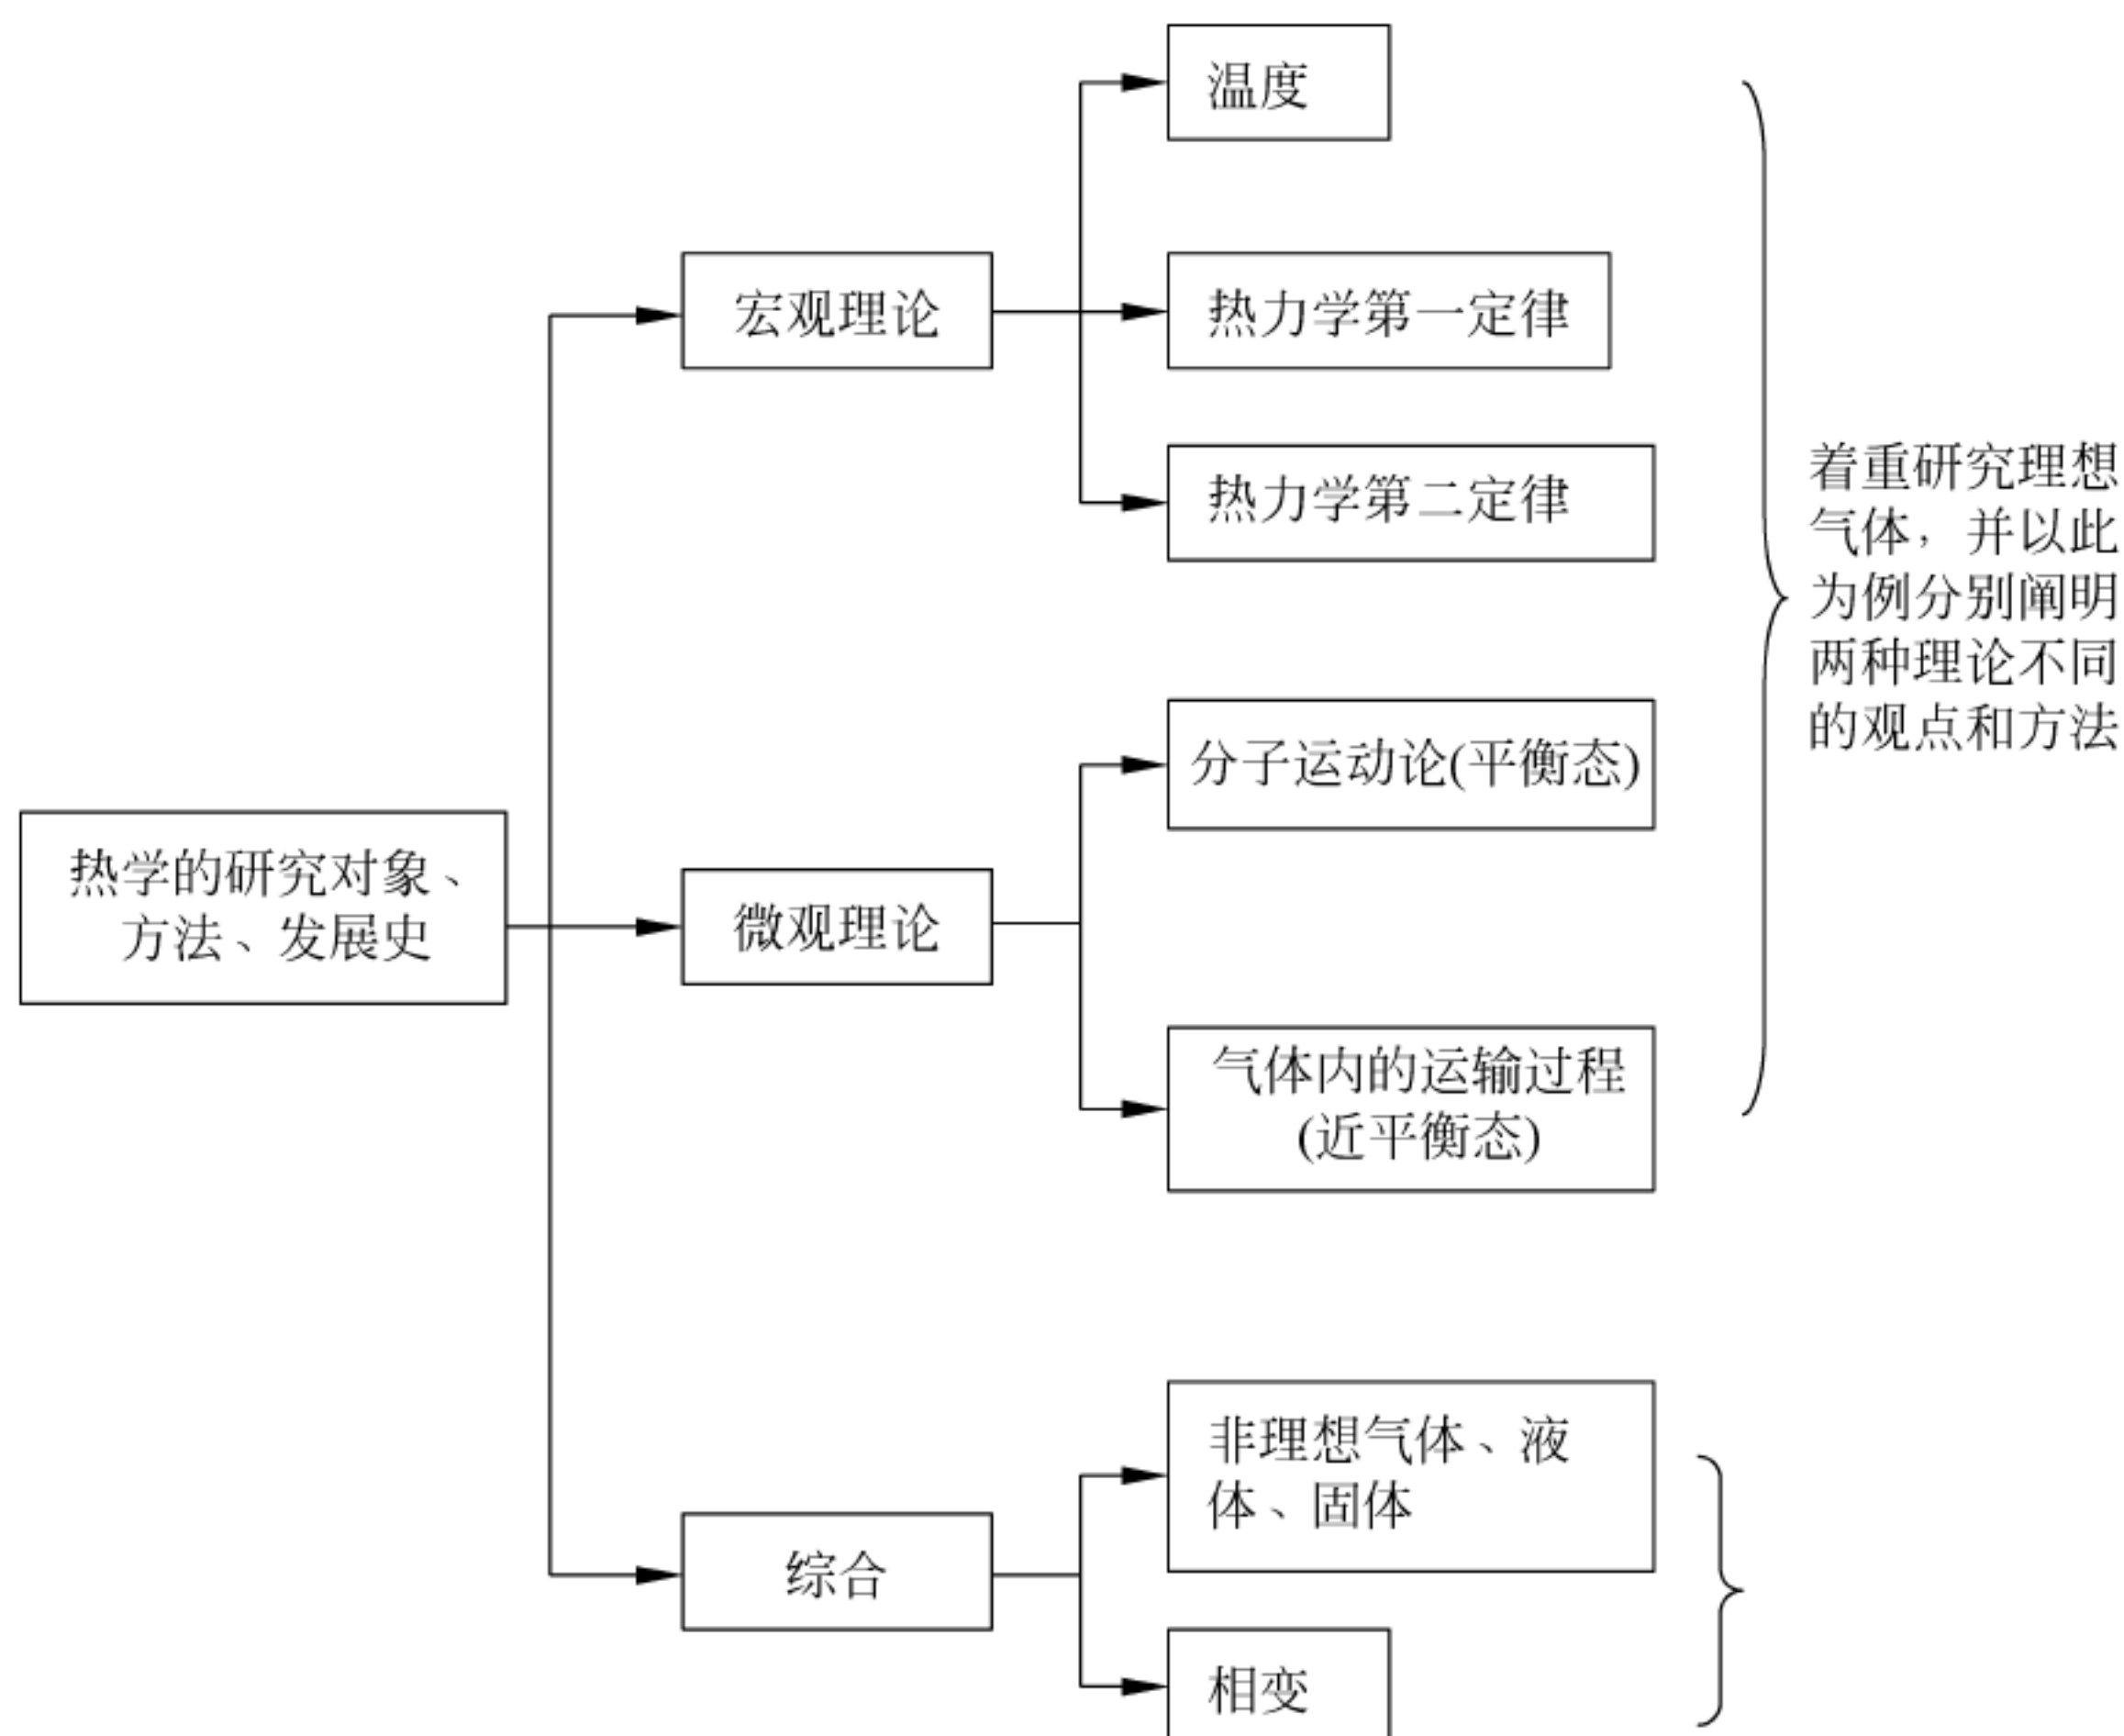 温度
宏观理论
热力学第一定律
热力学第二定律
着重研究理想
气体，并以此
为例分别阐明
两种理论不同
的观点和方法
分子运动论(平衡态)
热学的研究对象、
方法、发展史
微观理论
气体内的运输过程
(近平衡态)
非理想气体、液
体、固体
综合
相变